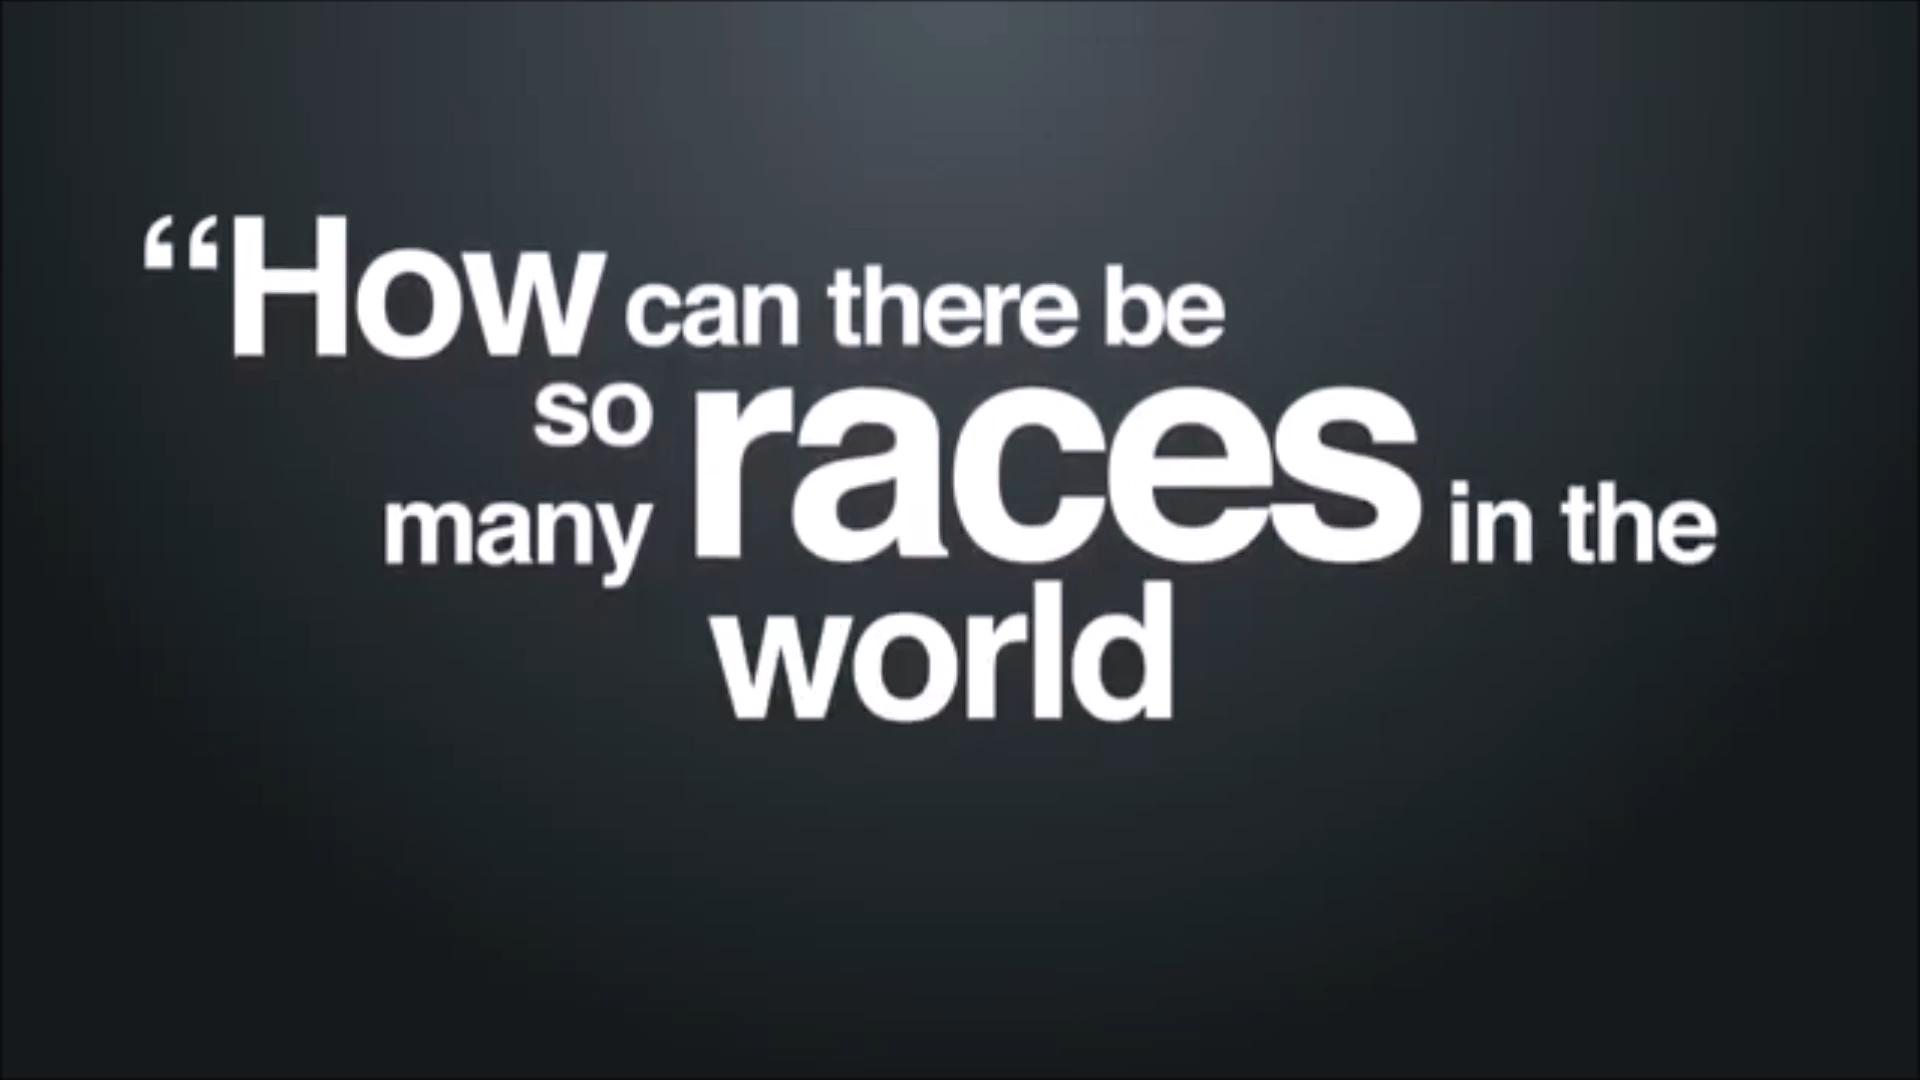 “How can there be
so
many races in the
world